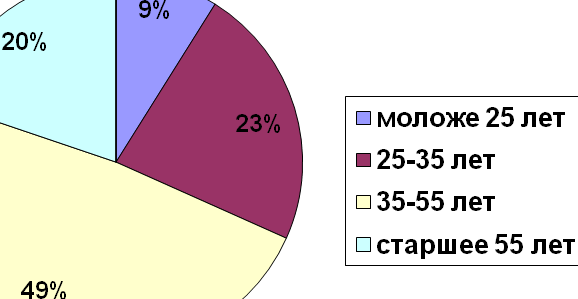 9%
20%
23%
49%
моложе 25 лет
25-35 лет
35-55 лет
старшее 55 лет